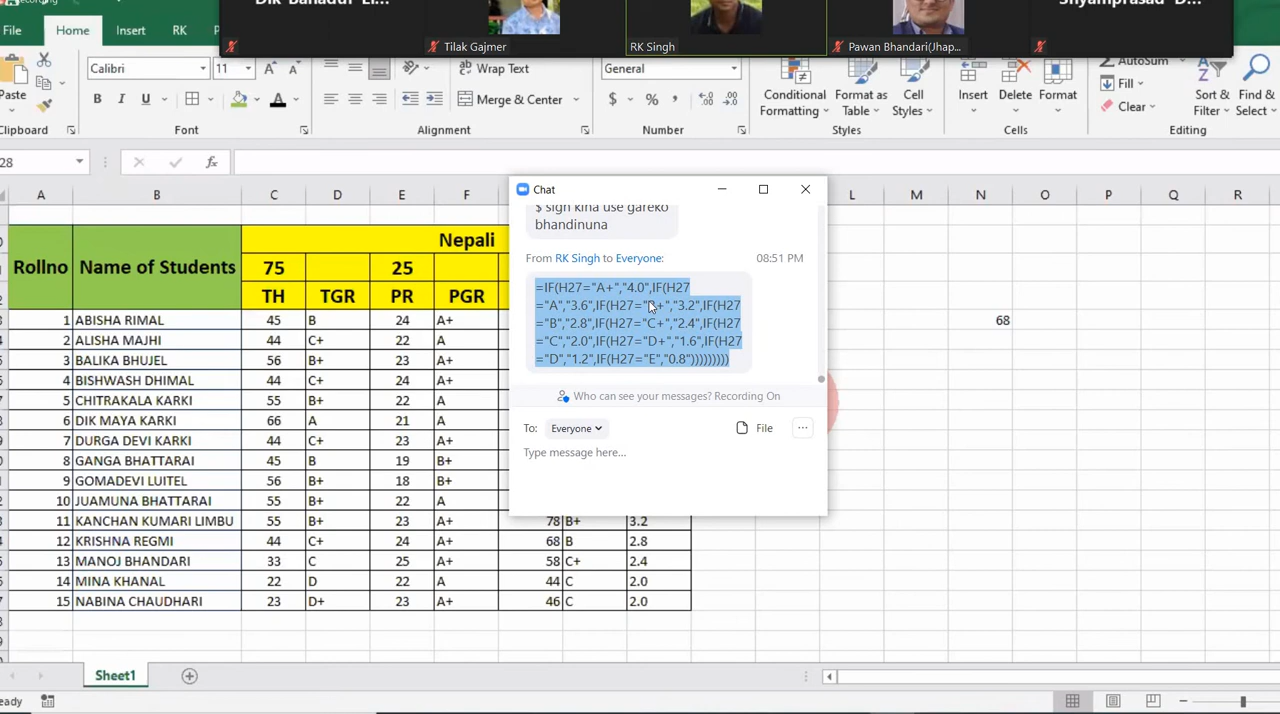 Dik Bahadur Li...
Tilak Gajmer
RK Singh
Pawan Bhandari(Jhap...
Shyamprasad D...
File
Home
Insert
RK
Paste
Calibri
11
Wrap Text
Merge & Center
General
Conditional
Formatting
Format as
Table
Cell
Styles
Insert
Delete
Format
AutoSum
Fill
Clear
Sort &
Filter
Find &
Select
Clipboard
Font
Alignment
Number
Styles
Cells
Editing
28
fx
A B C D E F L M N O P Q R
Rollno Name of Students Nepali
75 25
TH TGR PR PGR
1 ABISHA RIMAL 45 B 24 A+ 68
2 ALISHA MAJHI 44 C+ 22 A
3 BALIKA BHUJEL 56 B+ 23 A+
4 BISHWASH DHIMAL 44 C+ 24 A+
5 CHITRAKALA KARKI 55 B+ 22 A
6 DIK MAYA KARKI 66 A 21 A
7 DURGA DEVI KARKI 44 C+ 23 A+
8 GANGA BHATTARAI 45 B 19 B+
9 GOMADEVI LUITEL 56 B+ 18 B+
10 JUAMUNA BHATTARAI 55 B+ 22 A
11 KANCHAN KUMARI LIMBU 55 B+ 23 A+ 78 B+ 3.2
12 KRISHNA REGMI 44 C+ 24 A+ 68 B 2.8
13 MANOJ BHANDARI 33 C 25 A+ 58 C+ 2.4
14 MINA KHANAL 22 D 22 A 44 C 2.0
15 NABINA CHAUDHARI 23 D+ 23 A+ 46 C 2.0
Chat
$ sign kina use gareko
bhandinuna
From RK Singh to Everyone: 08:51 PM
=IF(H27="A+","4.0",IF(H27
="A","3.6",IF(H27="B+","3.2",IF(H27
="B","2.8",IF(H27="C+","2.4",IF(H27
="C","2.0",IF(H27="D+","1.6",IF(H27
="D","1.2",IF(H27="E","0.8")))))))))
Who can see your messages? Recording On
To: Everyone File
Type message here...
Sheet1